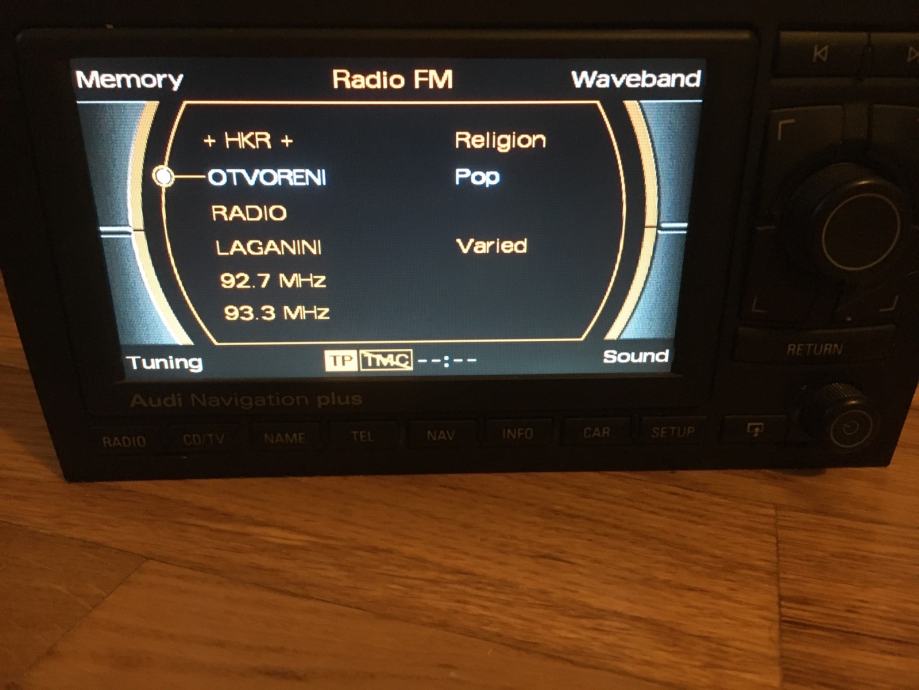 Memory Radio FM Waveband
+ HKR + Religion
OTVORENI Pop
RADIO
LAGANINI Varied
92.7 MHz
93.3 MHz
Tuning TP TMC --:-- Sound
RETURN
Audi Navigation plus
RADIO CD/TV NAME TEL NAV INFO CAR SETUP